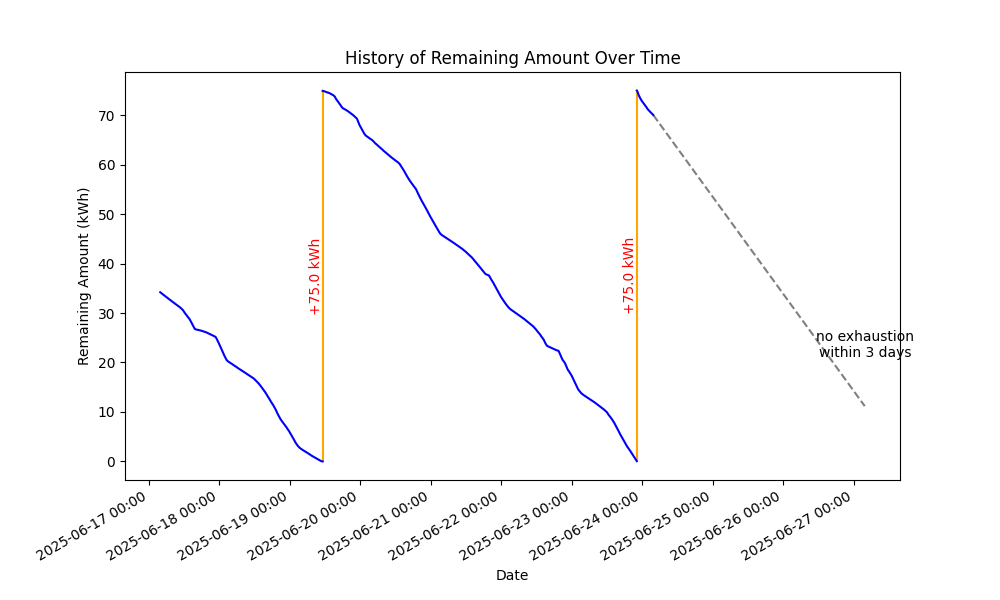 History of Remaining Amount Over Time
Remaining Amount (kWh)
70
60
50
40
30
20
10
0
+75.0 kWh
+75.0 kWh
no exhaustion
within 3 days
2025-06-17 00:00
2025-06-18 00:00
2025-06-19 00:00
2025-06-20 00:00
2025-06-21 00:00
2025-06-22 00:00
2025-06-23 00:00
2025-06-24 00:00
2025-06-25 00:00
2025-06-26 00:00
2025-06-27 00:00
Date